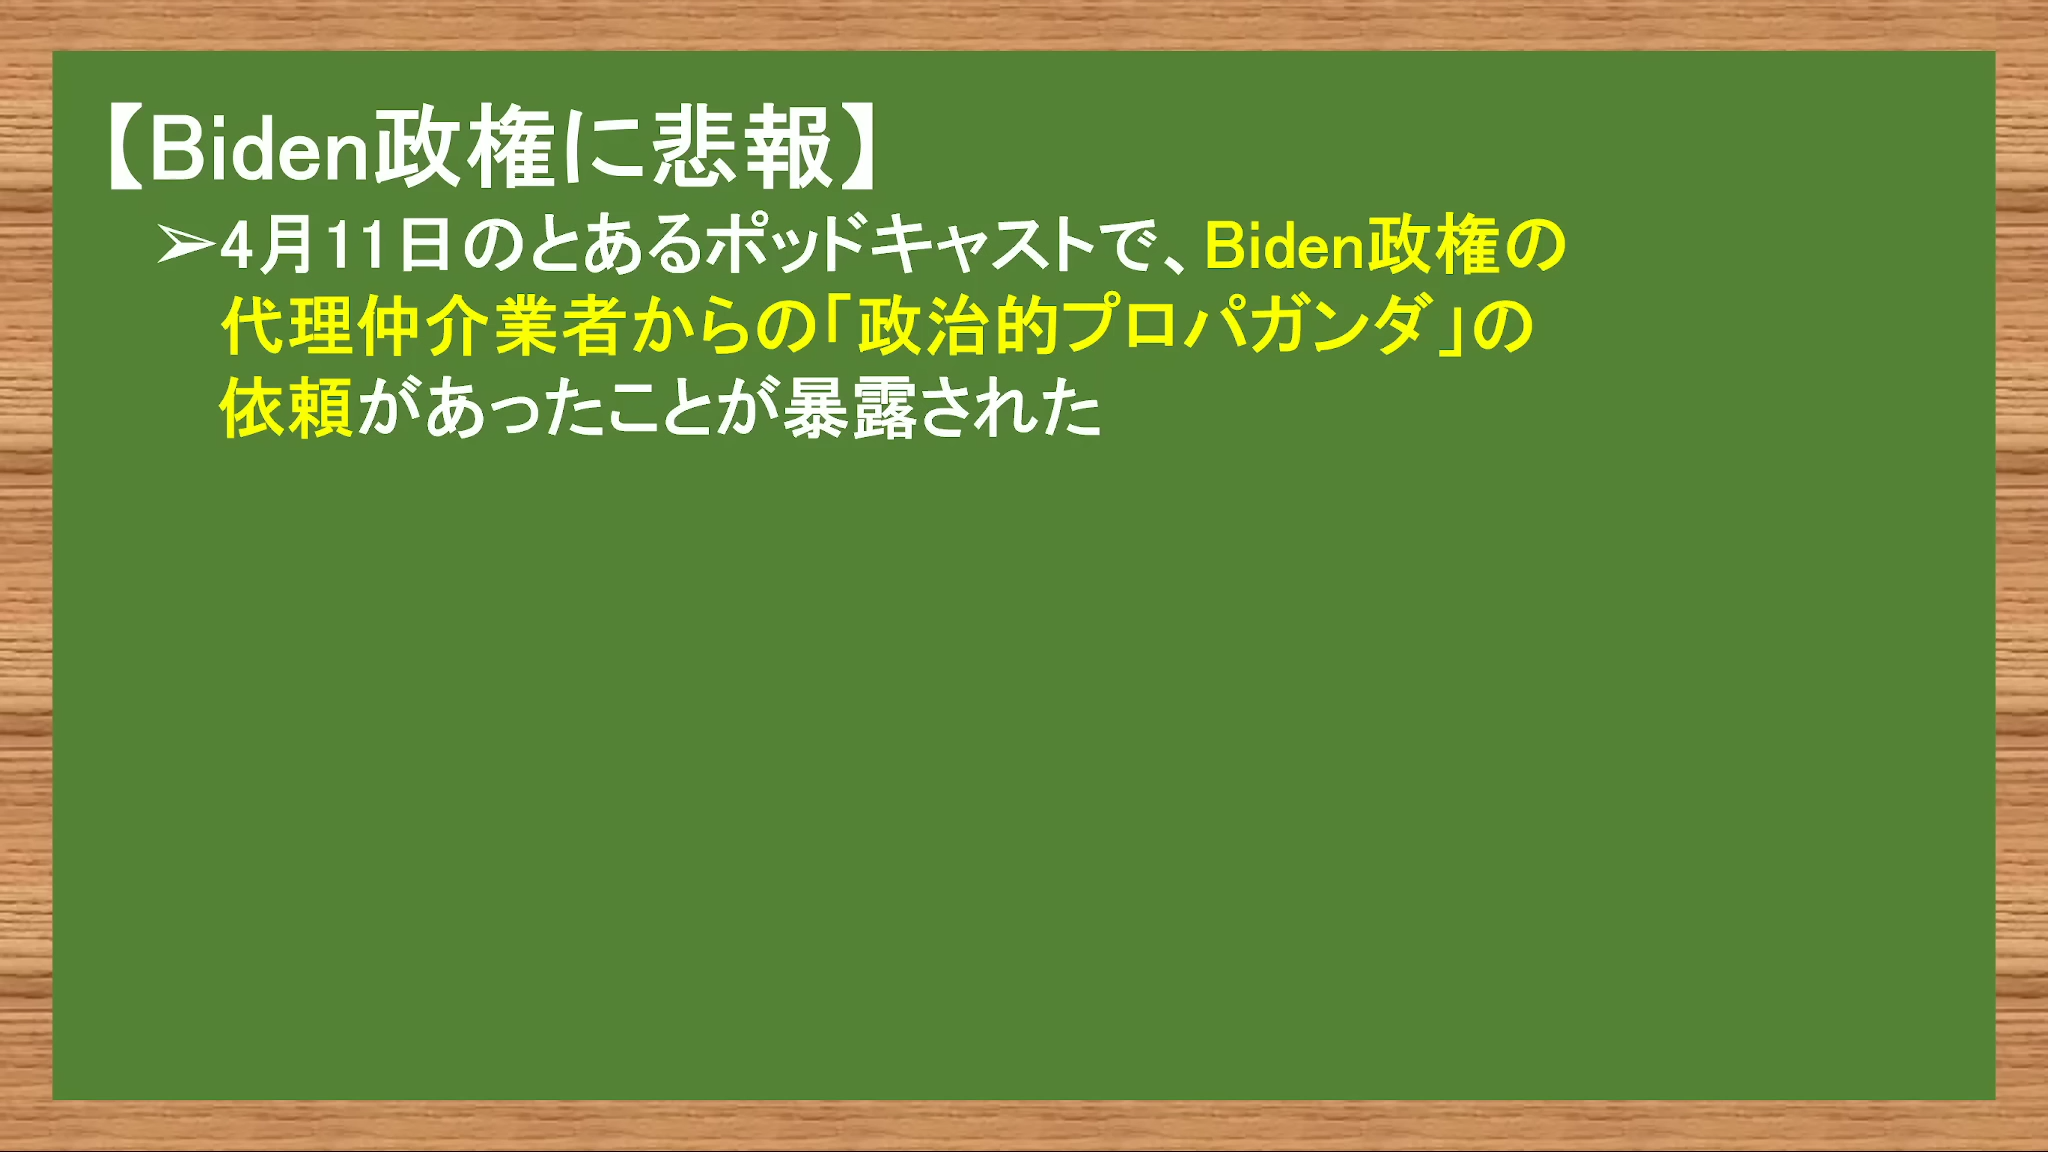 【Biden政権に悲報】
➢4月11日のとあるポッドキャストで、Biden政権の
代理仲介業者からの「政治的プロパガンダ」の
依頼があったことが暴露された